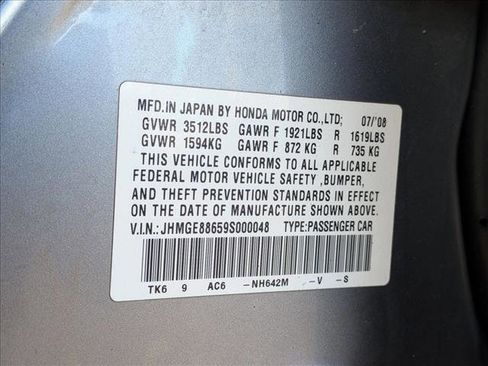 MFD.IN JAPAN BY HONDA MOTOR CO.,LTD; 07/'08
GVWR 3512LBS GAWR F 1921LBS R 1619LBS
GVWR 1594KG GAWR F 872 KG R 735 KG
THIS VEHICLE CONFORMS TO ALL APPLICABLE
FEDERAL MOTOR VEHICLE SAFETY ,BUMPER,
AND THEFT PREVENTION STANDARDS IN EFFECT
ON THE DATE OF MANUFACTURE SHOWN ABOVE.
V.I.N.:JHMGE88659S000048 TYPE:PASSENGER CAR
TK6 9 AC6 -NH642M -V -S